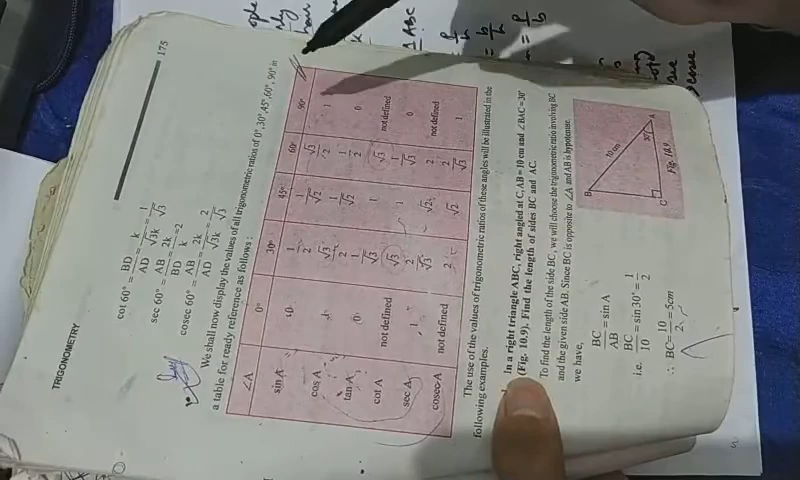 TRIGONOMETRY
175
cot 60° = BD/AD = k/√3k = 1/√3
sec 60° = AB/BD = 2k/k = 2
cosec 60° = AB/AD = 2k/√3k = 2/√3
We shall now display the values of all trigonometric ratios of 0°,30°,45°,60°, 90° in
a table for ready reference as follows :
∠A 0° 30° 45° 60° 90°
sin A 0 1/2 1/√2 √3/2 1
cos A 1 √3/2 1/√2 1/2 0
tan A 0 1/√3 1 √3 not defined
cot A not defined √3 1 1/√3 0
sec A 1 2/√3 √2 2 not defined
cosec A not defined 2 √2 2/√3 1
The use of the values of trigonometric ratios of these angles will be illustrated in the
following examples.
In a right triangle ABC, right angled at C, AB = 10 cm and ∠BAC = 30°
(Fig. 10.9). Find the length of sides BC and AC.
To find the length of the side BC, we will choose the trigonometric ratio involving BC
and the given side AB. Since BC is opposite to ∠A and AB is hypotenuse.
we have,
BC/AB = sin A
i.e. BC/10 = sin 30° = 1/2
∴ BC = 10/2 = 5cm
B
10 cm
30°
A
C
Fig. 10.9
ABC